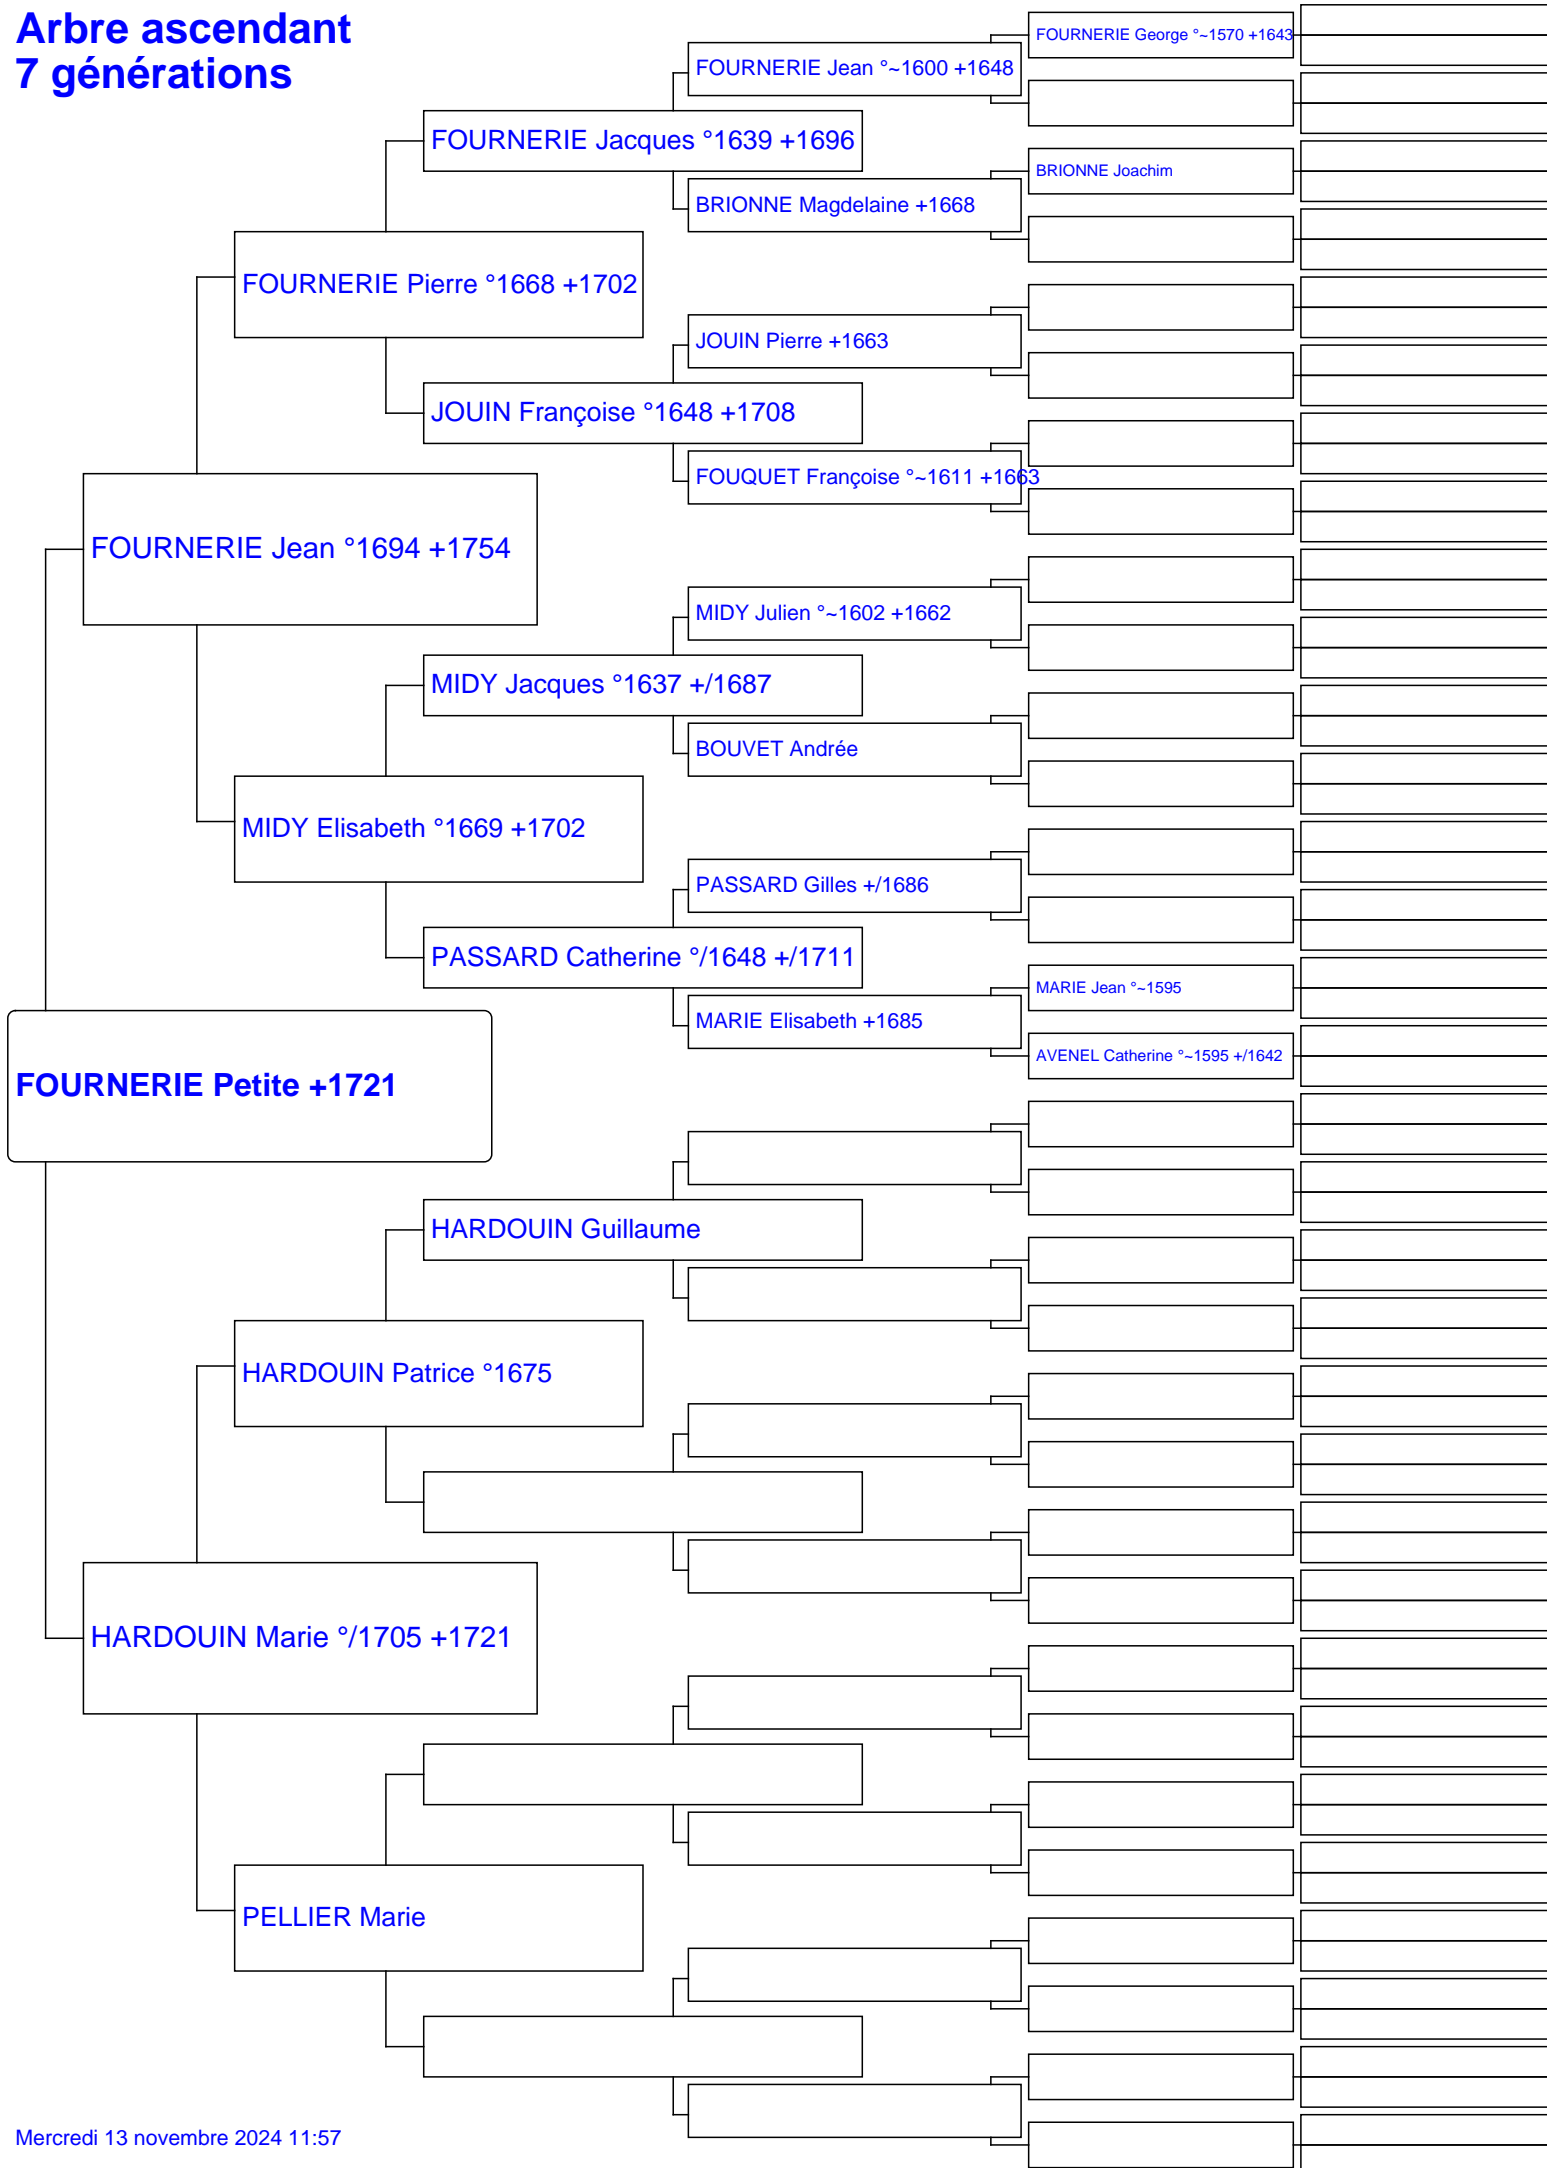 Arbre ascendant
7 générations
FOURNERIE George °~1570 +1643
FOURNERIE Jean °~1600 +1648
FOURNERIE Jacques °1639 +1696
BRIONNE Joachim
BRIONNE Magdelaine +1668
FOURNERIE Pierre °1668 +1702
JOUIN Pierre +1663
JOUIN Françoise °1648 +1708
FOUQUET Françoise °~1611 +1663
FOURNERIE Jean °1694 +1754
MIDY Julien °~1602 +1662
MIDY Jacques °1637 +/1687
BOUVET Andrée
MIDY Elisabeth °1669 +1702
PASSARD Gilles +/1686
PASSARD Catherine °/1648 +/1711
MARIE Jean °~1595
MARIE Elisabeth +1685
AVENEL Catherine °~1595 +/1642
FOURNERIE Petite +1721
HARDOUIN Guillaume
HARDOUIN Patrice °1675
HARDOUIN Marie °/1705 +1721
PELLIER Marie
Mercredi 13 novembre 2024 11:57